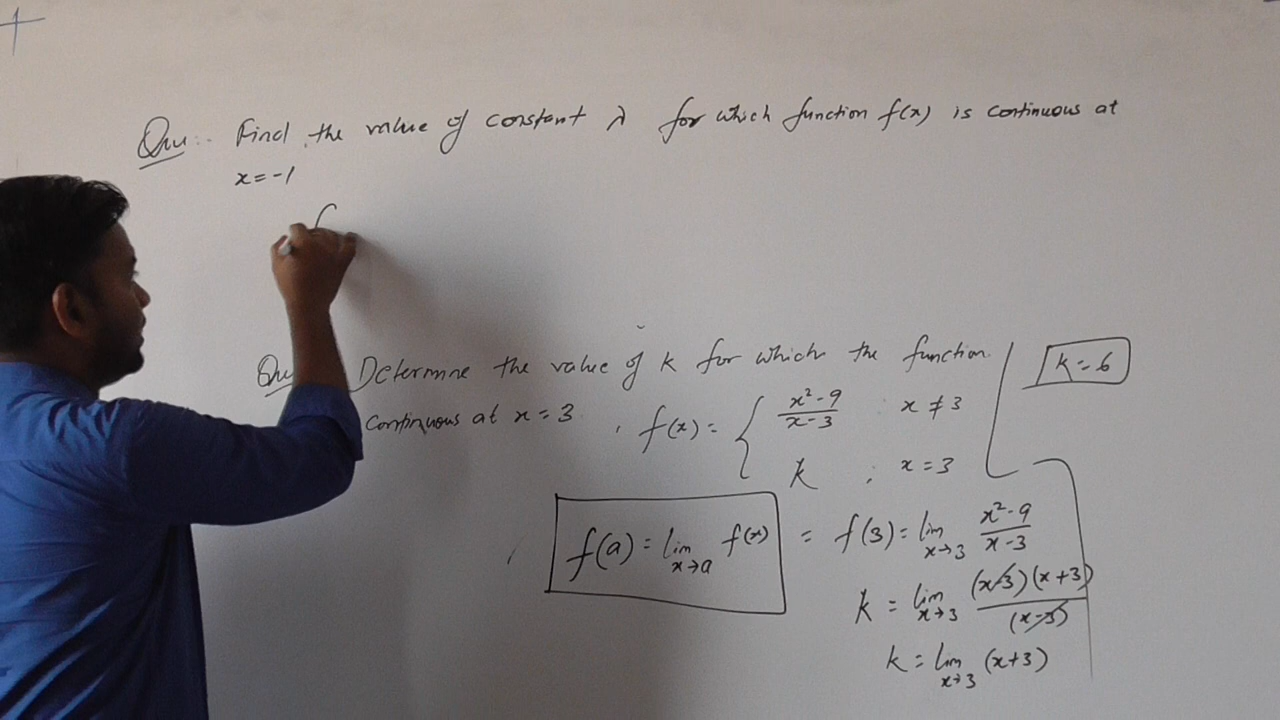 Que:- Find the value of constant λ for which function f(x) is continuous at
x = -1
f
Que Determine the value of k for which the function
continuous at x = 3 , f(x) = { x² - 9 / x - 3 ; x ≠ 3
k ; x = 3
k = 6
f(a) = lim x→a f(x) = f(3) = lim x→3 x² - 9 / x - 3
k = lim x→3 (x-3)(x+3) / (x-3)
k = lim x→3 (x+3)